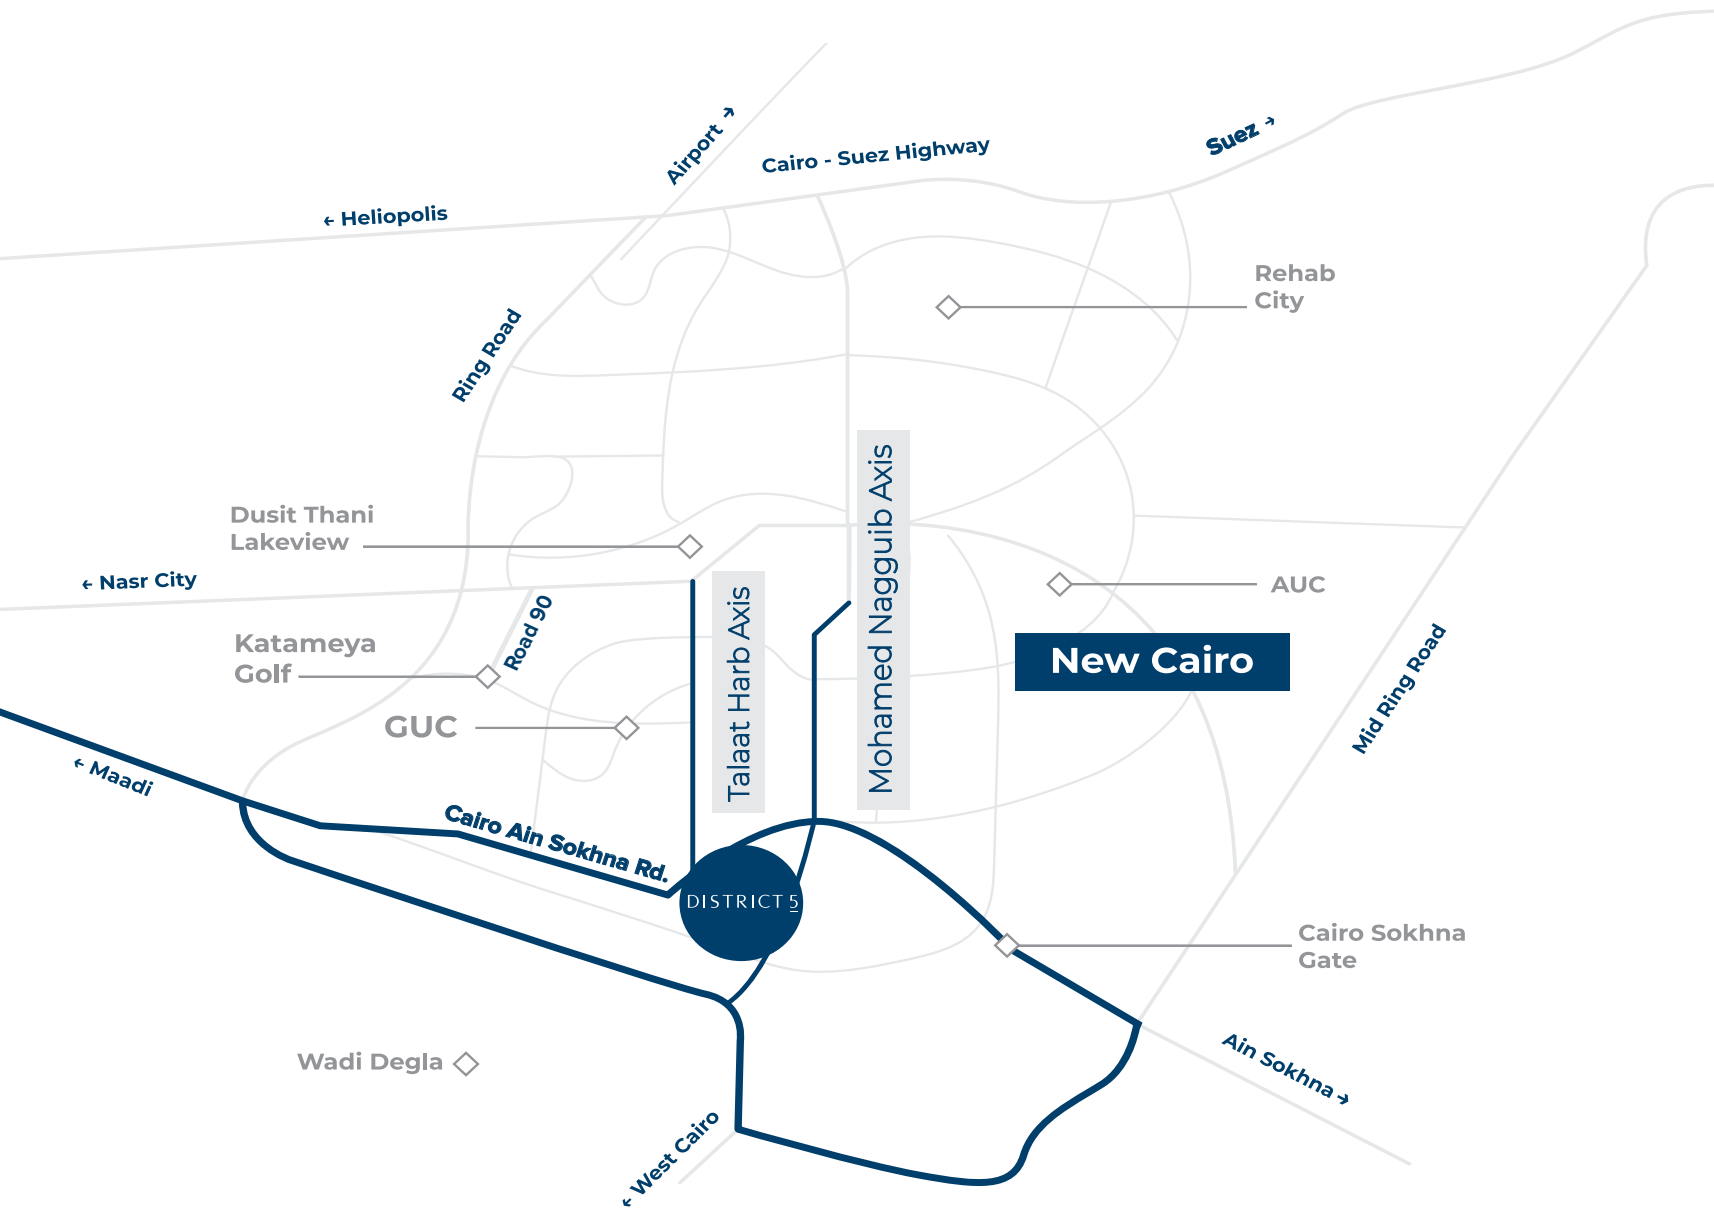 Airport →
Cairo - Suez Highway
Suez →
← Heliopolis
Rehab
City
Ring Road
Mohamed Nagguib Axis
Dusit Thani
Lakeview
← Nasr City
AUC
Talaat Harb Axis
Road 90
Katameya
Golf
New Cairo
Mid Ring Road
GUC
← Maadi
Cairo Ain Sokhna Rd.
DISTRICT 5
Cairo Sokhna
Gate
Wadi Degla
Ain Sokhna →
← West Cairo